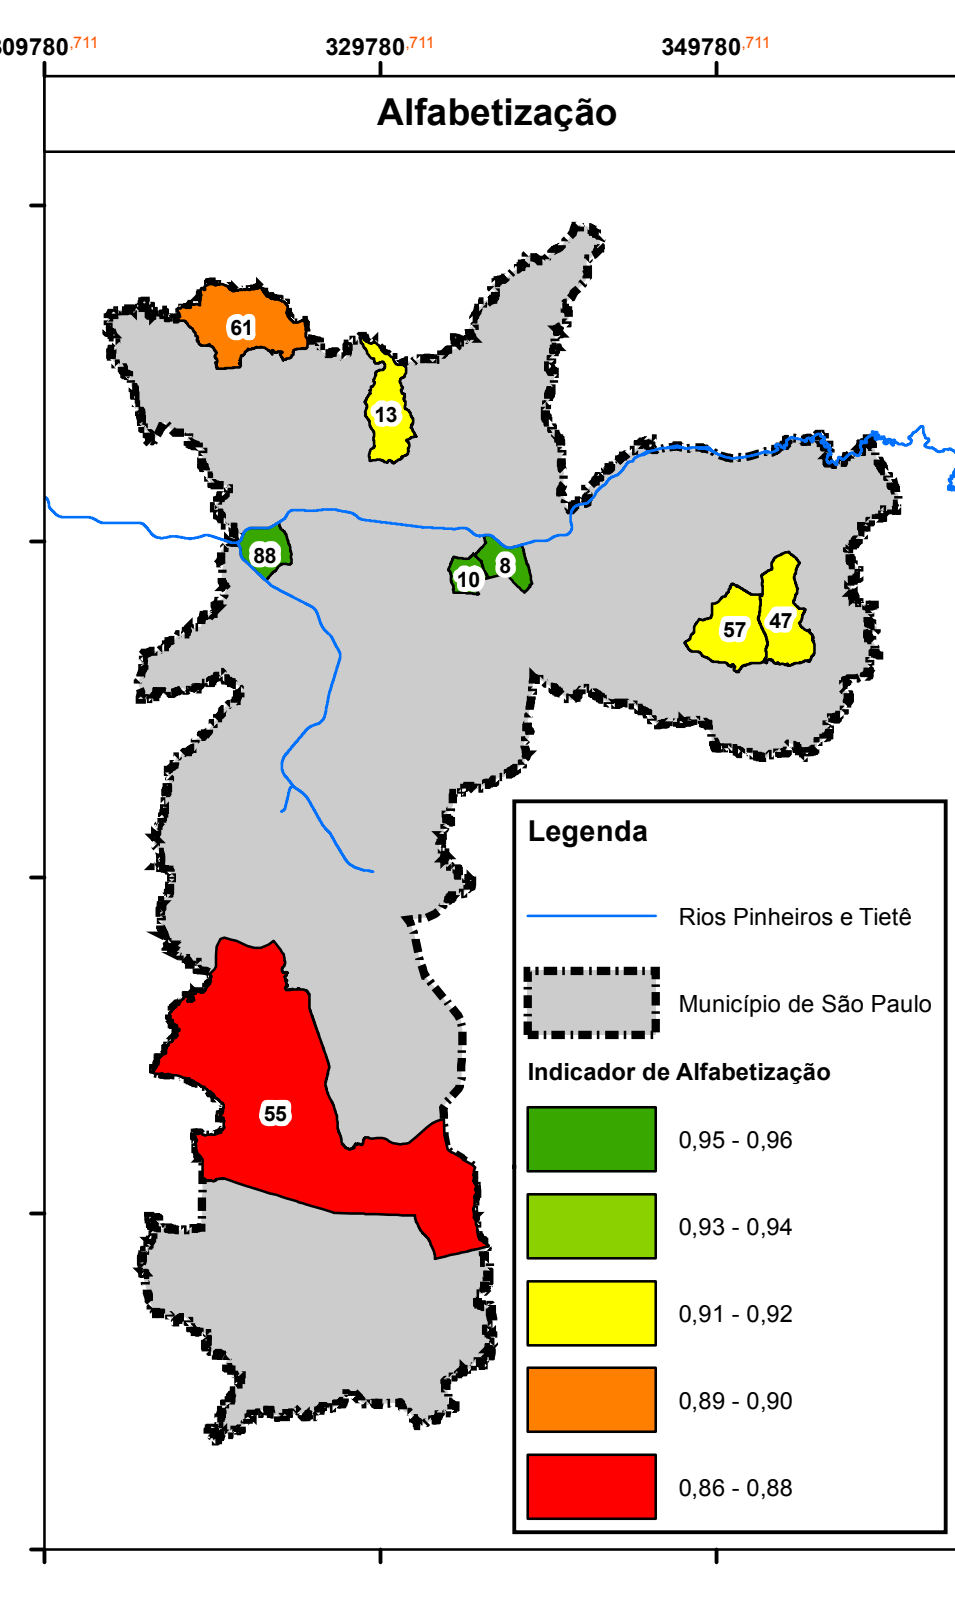 309780,711 329780,711 349780,711
Alfabetização
61
13
88
10
8
57
47
55
Legenda
Rios Pinheiros e Tietê
Município de São Paulo
Indicador de Alfabetização
0,95 - 0,96
0,93 - 0,94
0,91 - 0,92
0,89 - 0,90
0,86 - 0,88